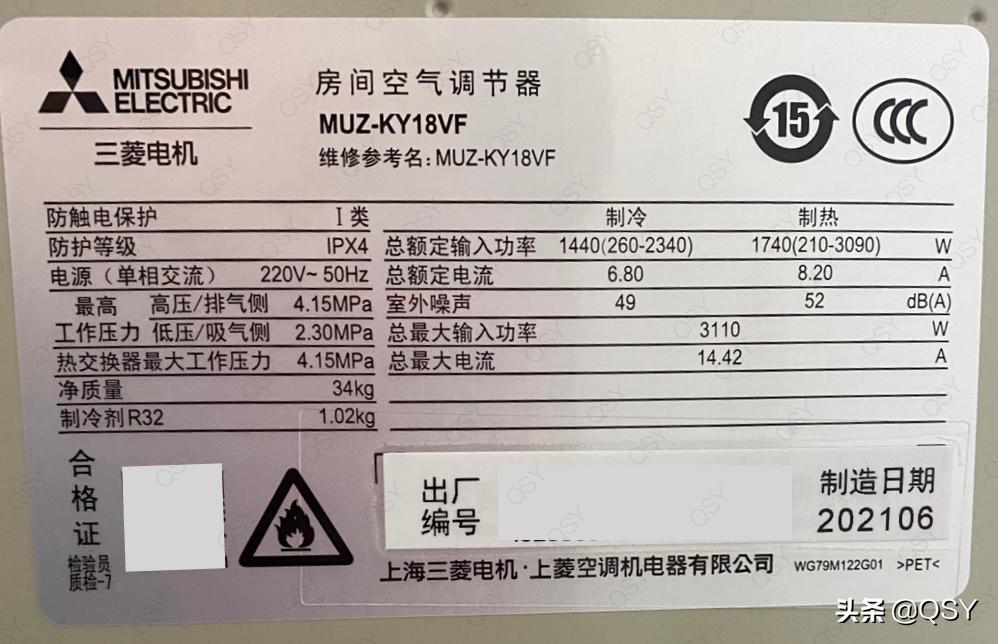 MITSUBISHI
ELECTRIC
三菱电机
房间空气调节器
MUZ-KY18VF
维修参考名:MUZ-KY18VF
15
CCC
防触电保护 I 类
防护等级 IPX4
电源（单相交流） 220V~ 50Hz
最高 高压/排气侧 4.15MPa
工作压力 低压/吸气侧 2.30MPa
热交换器最大工作压力 4.15MPa
净质量 34kg
制冷剂R32 1.02kg
制冷 制热
总额定输入功率 1440(260-2340) 1740(210-3090) W
总额定电流 6.80 8.20 A
室外噪声 49 52 dB(A)
总最大输入功率 3110 W
总最大电流 14.42 A
合格证
检验员
质检-7
出厂
编号
制造日期
202106
上海三菱电机·上菱空调机电器有限公司 WG79M122G01 >PET<
头条 @QSY
QSY